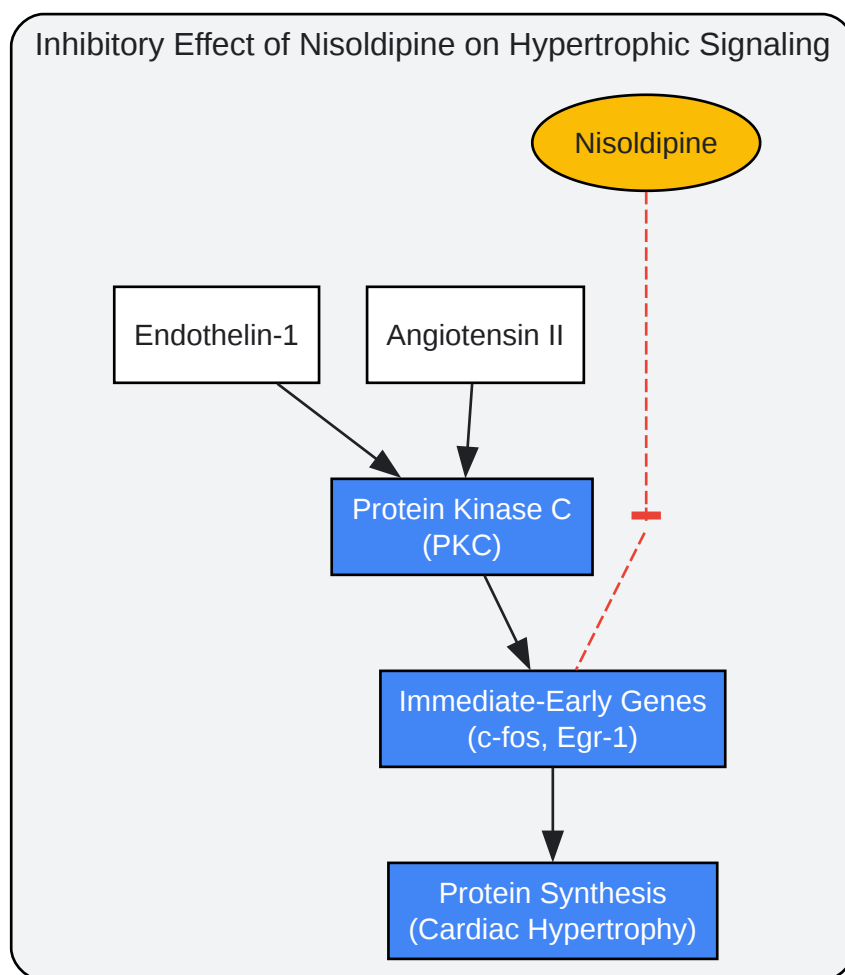 Inhibitory Effect of Nisoldipine on Hypertrophic Signaling
Nisoldipine
Endothelin-1
Angiotensin II
Protein Kinase C
(PKC)
Immediate-Early Genes
(c-fos, Egr-1)
Protein Synthesis
(Cardiac Hypertrophy)